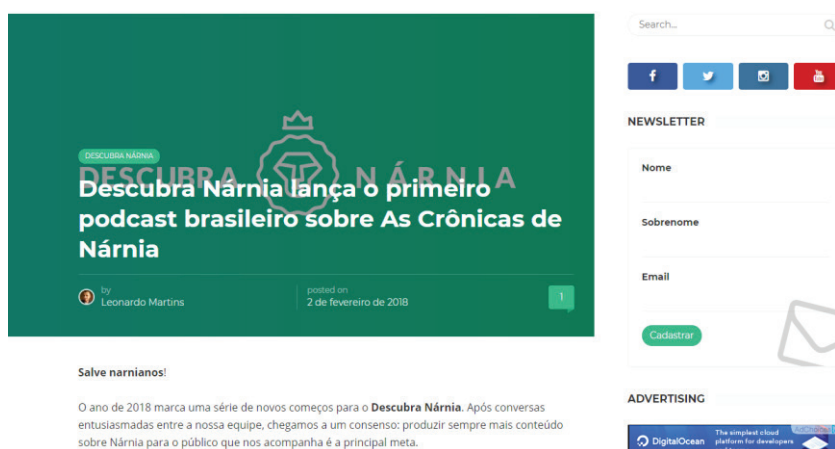 Search...
DESCUBRA NÁRNIA
DESCUBRA NÁRNIA
Descubra Nárnia lança o primeiro
podcast brasileiro sobre As Crônicas de
Nárnia
by
Leonardo Martins
posted on
2 de fevereiro de 2018
1
Salve narnianos!
O ano de 2018 marca uma série de novos começos para o Descubra Nárnia. Após conversas
entusiasmadas entre a nossa equipe, chegamos a um consenso: produzir sempre mais conteúdo
sobre Nárnia para o público que nos acompanha é a principal meta.
NEWSLETTER
Nome
Sobrenome
Email
Cadastrar
ADVERTISING
DigitalOcean
The simplest cloud
platform for developers